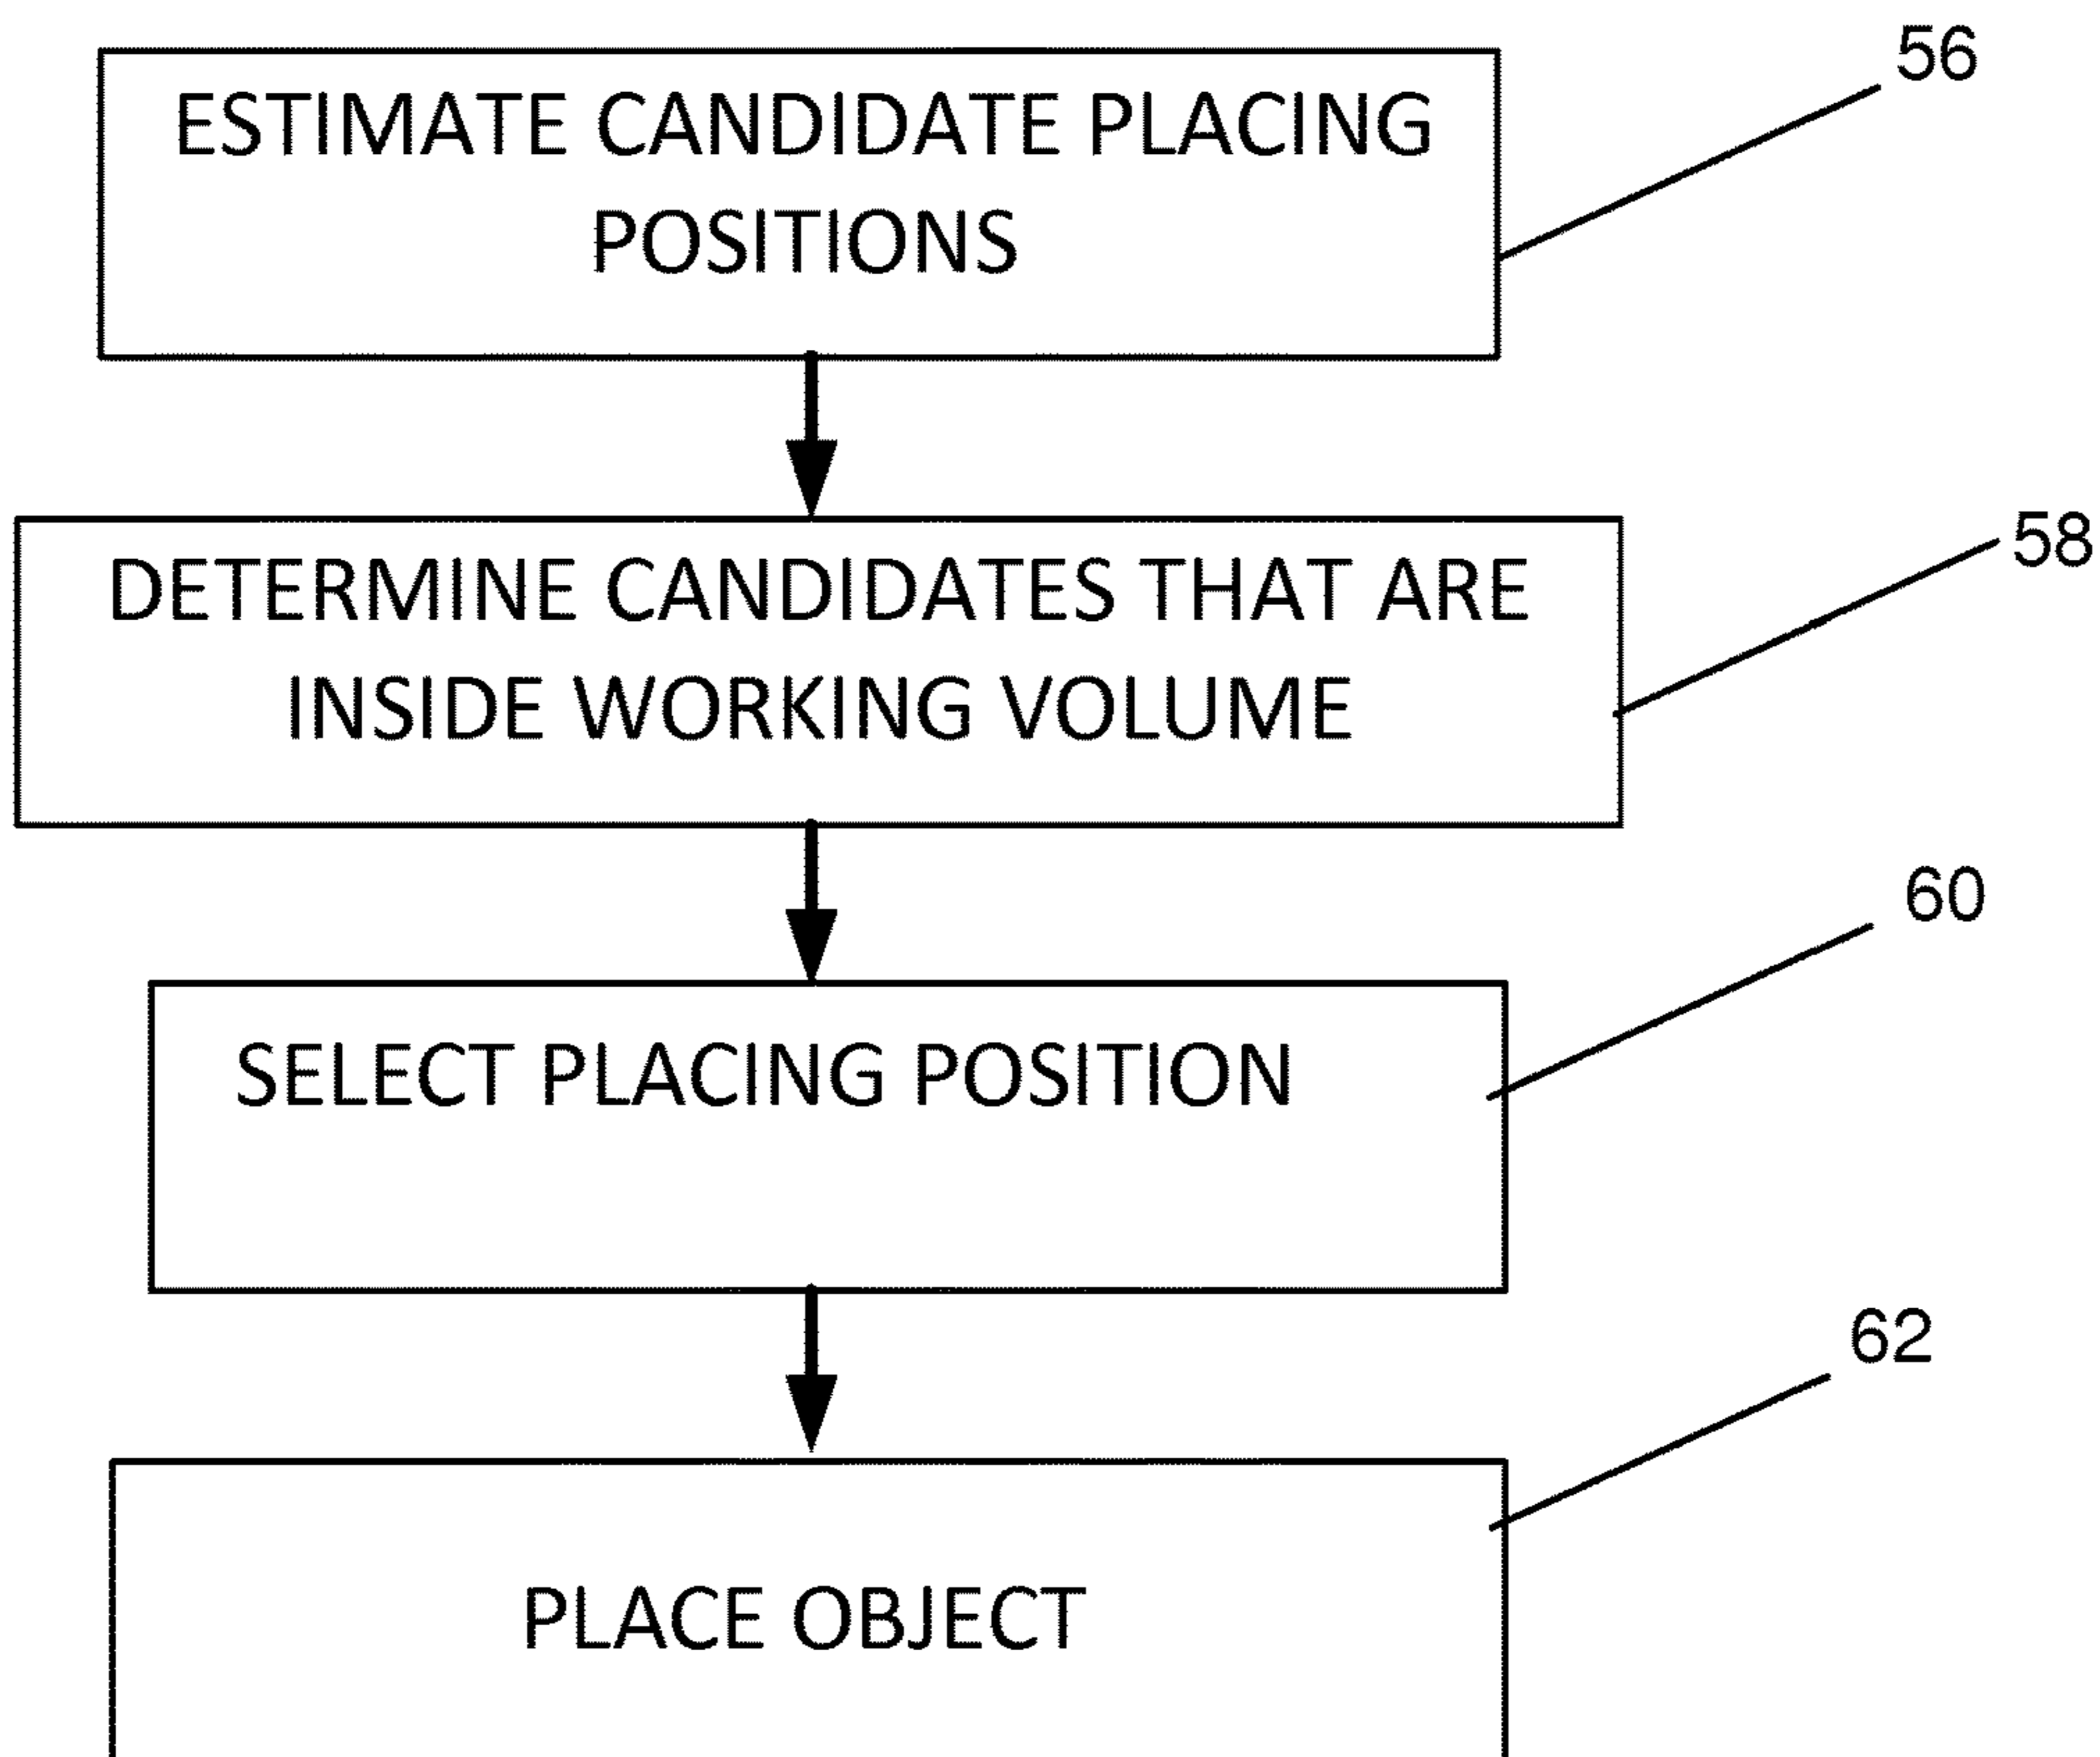 56
ESTIMATE CANDIDATE PLACING
POSITIONS
58
DETERMINE CANDIDATES THAT ARE
INSIDE WORKING VOLUME
60
SELECT PLACING POSITION
62
PLACE OBJECT